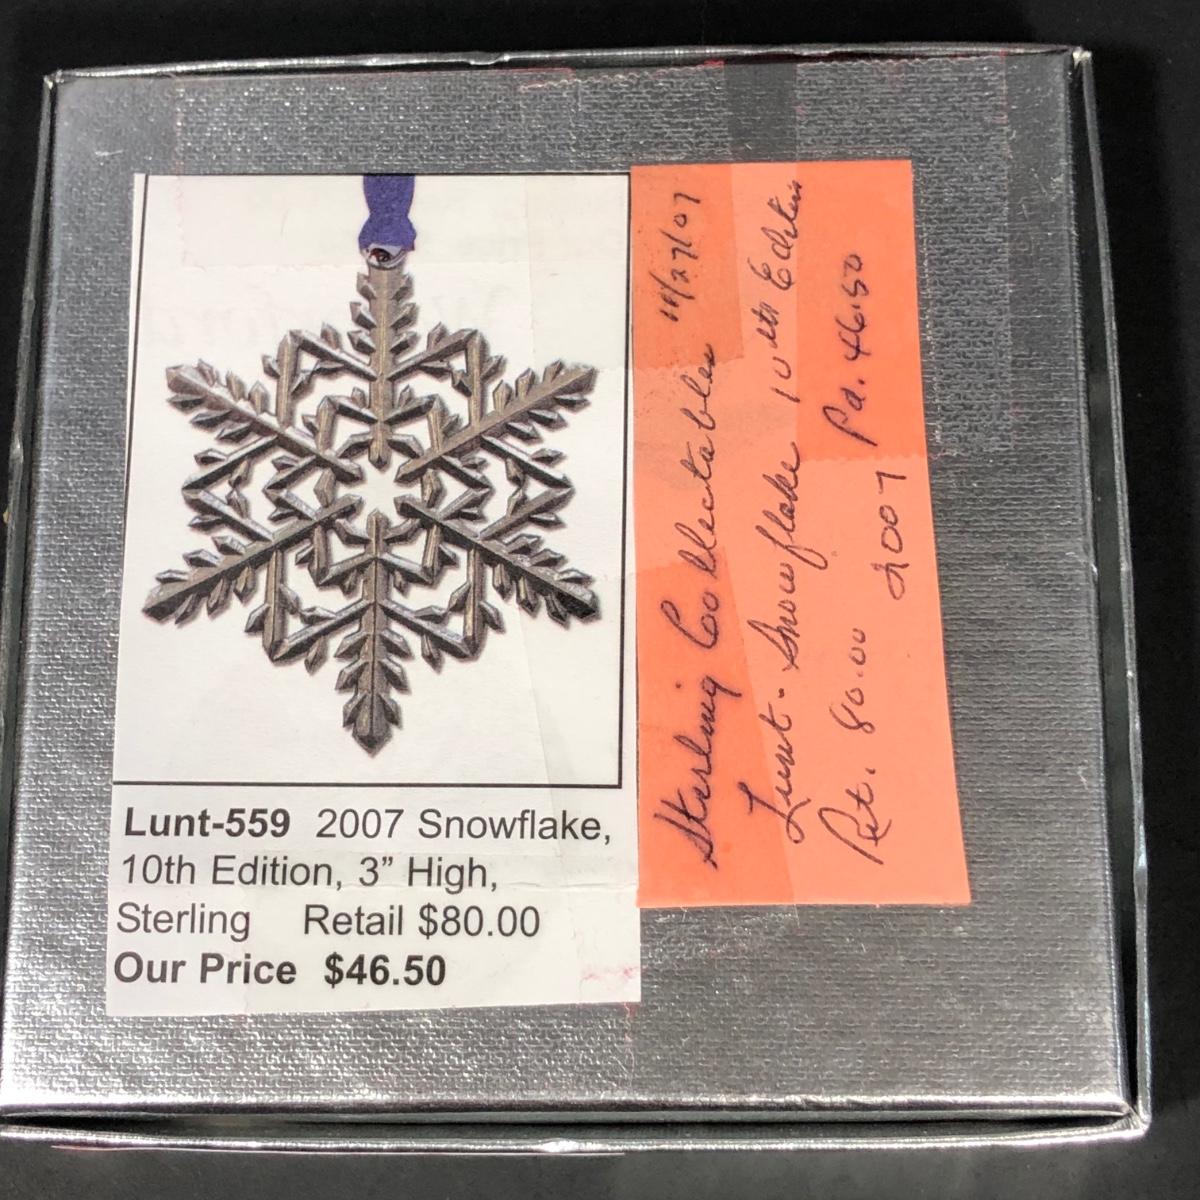 Lunt-559 2007 Snowflake,
10th Edition, 3” High,
Sterling Retail $80.00
Our Price $46.50
Sterling Collectables 11/27/07
Lunt - Snowflake 10th Edition
Ret. 80.00 Pd. 46.50
2007